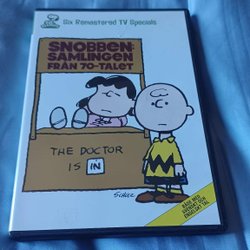 Six Remastered TV Specials
SNOBBEN:
SAMLINGEN
FRÅN 70-TALET
THE DOCTOR
IS IN